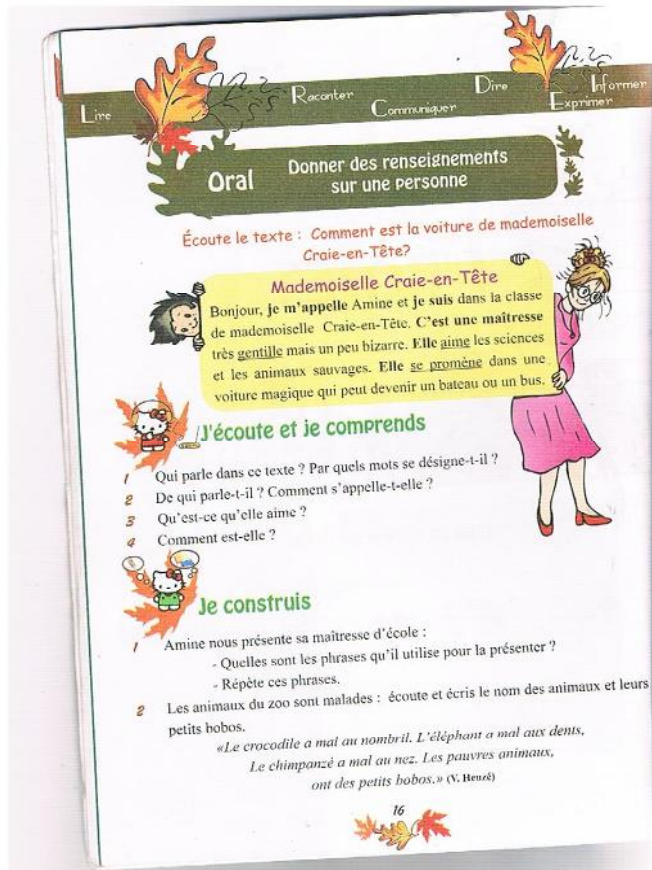 Lire
Raconter
Communiquer
Dire
Exprimer
Informer
Oral
Donner des renseignements
sur une personne
Écoute le texte : Comment est la voiture de mademoiselle
Craie-en-Tête?
Mademoiselle Craie-en-Tête
Bonjour, je m'appelle Amine et je suis dans la classe
de mademoiselle Craie-en-Tête. C'est une maîtresse
très gentille mais un peu bizarre. Elle aime les sciences
et les animaux sauvages. Elle se promène dans une
voiture magique qui peut devenir un bateau ou un bus.
J'écoute et je comprends
1 Qui parle dans ce texte ? Par quels mots se désigne-t-il ?
2 De qui parle-t-il ? Comment s'appelle-t-elle ?
3 Qu'est-ce qu'elle aime ?
4 Comment est-elle ?
Je construis
1 Amine nous présente sa maîtresse d'école :
- Quelles sont les phrases qu'il utilise pour la présenter ?
- Répète ces phrases.
2 Les animaux du zoo sont malades : écoute et écris le nom des animaux et leurs
petits bobos.
«Le crocodile a mal au nombril. L'éléphant a mal aux dents,
Le chimpanzé a mal au nez. Les pauvres animaux,
ont des petits bobos.» (V. Heuzé)
16